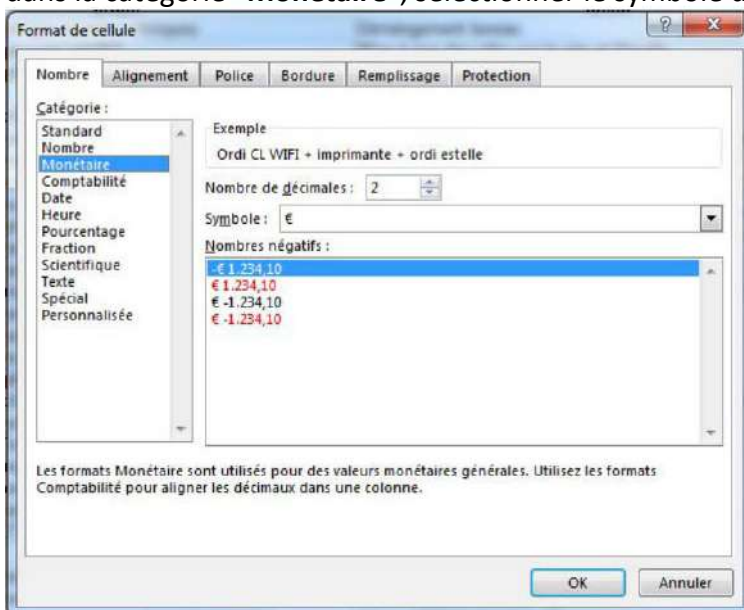 Format de cellule
Nombre Alignement Police Bordure Remplissage Protection
Catégorie :
Standard
Nombre
Monétaire
Comptabilité
Date
Heure
Pourcentage
Fraction
Scientifique
Texte
Spécial
Personnalisée
Exemple
Ordi CL WIFI + imprimante + ordi estelle
Nombre de décimales : 2
Symbole : €
Nombres négatifs :
-€ 1.234,10
€ 1.234,10
€ -1.234,10
€ -1.234,10
Les formats Monétaire sont utilisés pour des valeurs monétaires générales. Utilisez les formats
Comptabilité pour aligner les décimaux dans une colonne.
OK Annuler